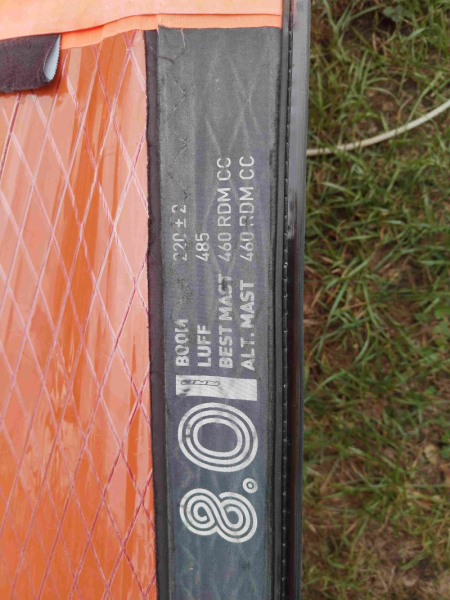 BOOM 220 ± 2
LUFF 485
BEST MAST 460 RDM CC
ALT. MAST 460 RDM CC
8.0